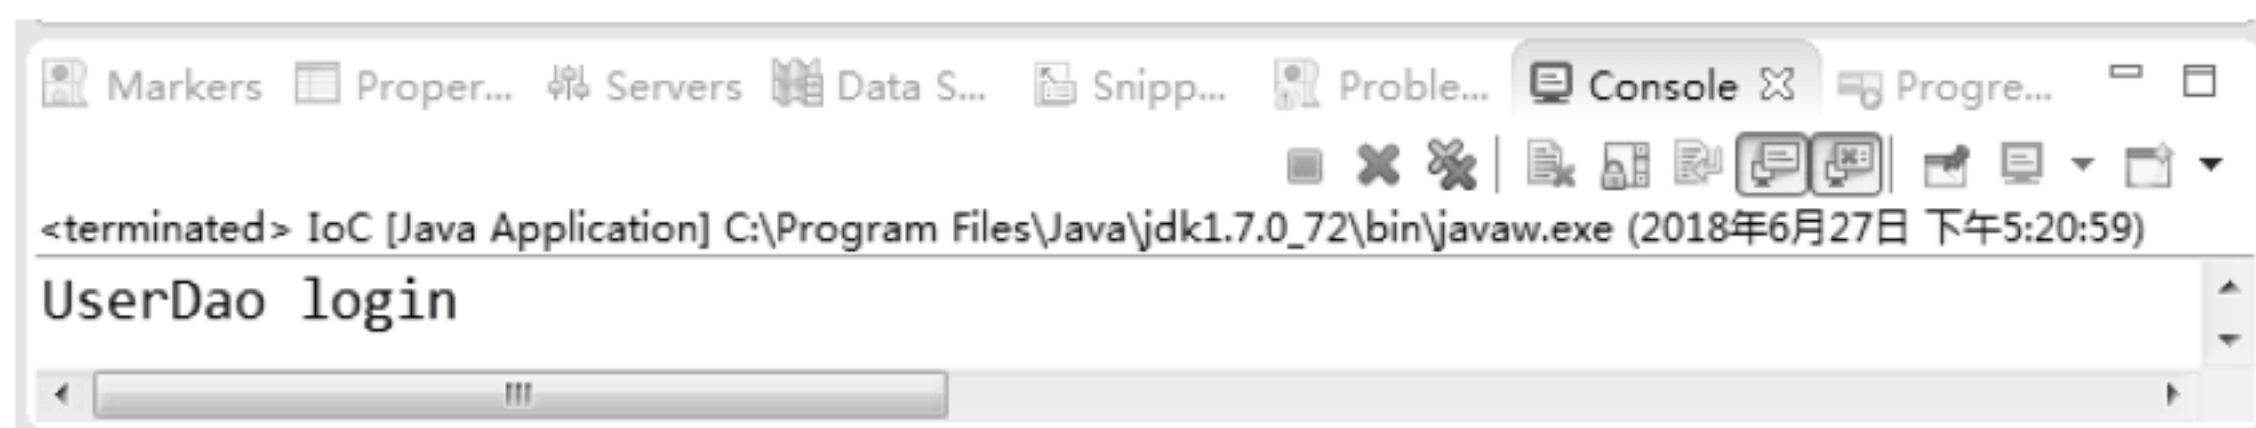 Markers Proper... Servers Data S... Snipp... Proble... Console Progre...
<terminated> IoC [Java Application] C:\Program Files\Java\jdk1.7.0_72\bin\javaw.exe (2018年6月27日 下午5:20:59)
UserDao login